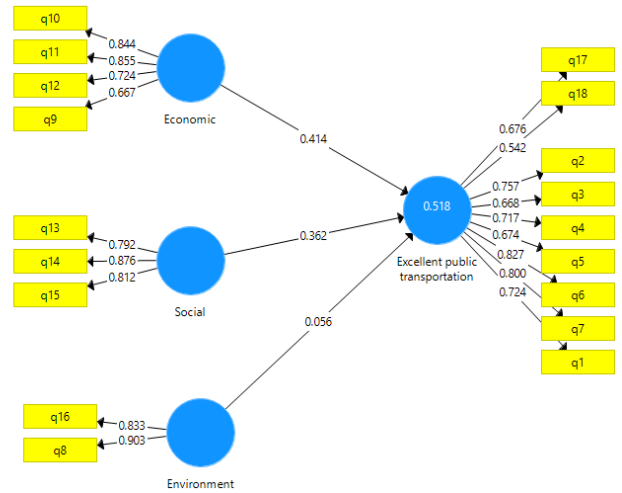 q10
q11
q12
q9
0.844
0.855
0.724
0.667
Economic
0.414
q13
q14
q15
0.792
0.876
0.812
Social
0.362
q16
q8
0.833
0.903
Environment
0.056
0.518
Excellent public
transportation
0.676
0.542
0.757
0.668
0.717
0.674
0.827
0.800
0.724
q17
q18
q2
q3
q4
q5
q6
q7
q1